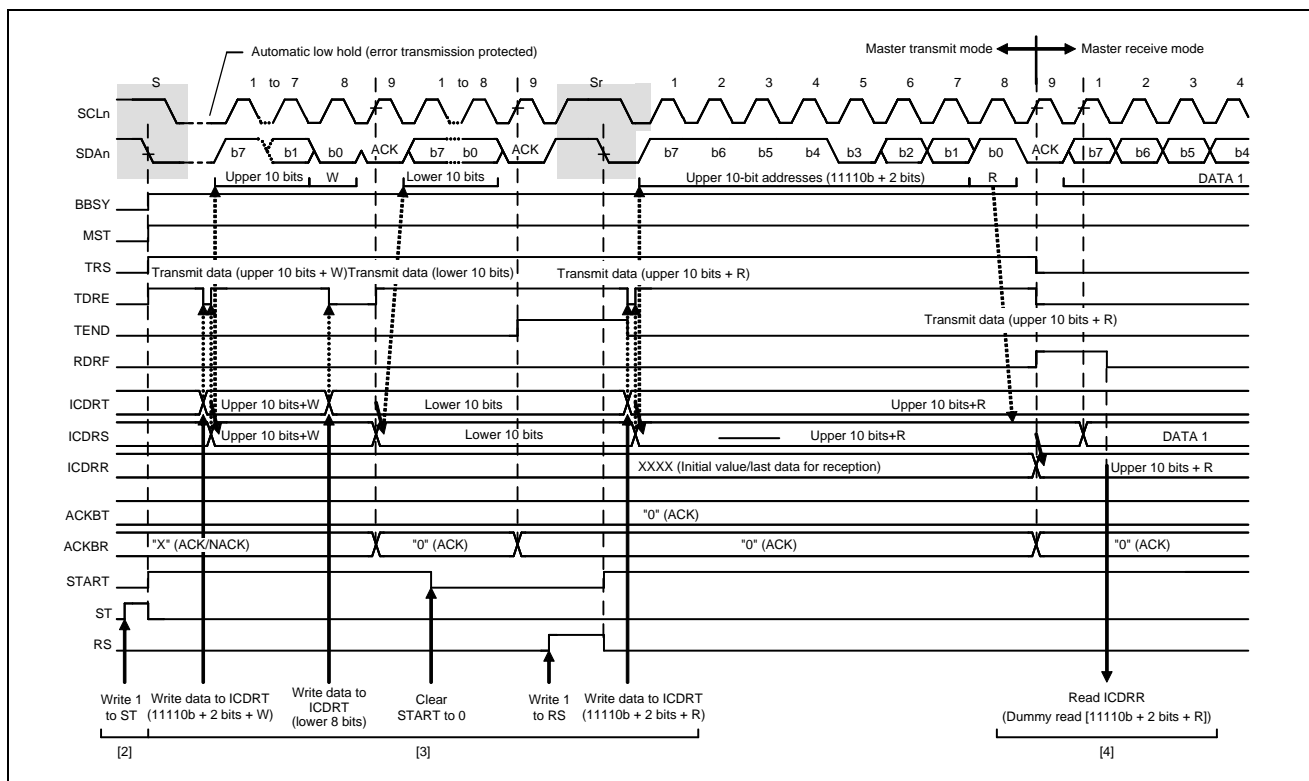 Automatic low hold (error transmission protected)
Master transmit mode
Master receive mode
S 1 to 7 8 9 1 to 8 9 Sr 1 2 3 4 5 6 7 8 9 1 2 3 4
SCLn
SDAn b7 b1 b0 ACK b7 b0 ACK b7 b6 b5 b4 b3 b2 b1 b0 ACK b7 b6 b5 b4
Upper 10 bits W Lower 10 bits Upper 10-bit addresses (11110b + 2 bits) R DATA 1
BBSY
MST
TRS
Transmit data (upper 10 bits + W) Transmit data (lower 10 bits) Transmit data (upper 10 bits + R)
TDRE
TEND Transmit data (upper 10 bits + R)
RDRF
ICDRT Upper 10 bits+W Lower 10 bits Upper 10 bits+R
ICDRS Upper 10 bits+W Lower 10 bits Upper 10 bits+R DATA 1
ICDRR XXXX (Initial value/last data for reception) Upper 10 bits + R
ACKBT "0" (ACK)
ACKBR "X" (ACK/NACK) "0" (ACK) "0" (ACK) "0" (ACK)
START
ST
RS
Write 1
to ST
Write data to ICDRT
(11110b + 2 bits + W)
Write data to
ICDRT
(lower 8 bits)
Clear
START to 0
Write 1
to RS
Write data to ICDRT
(11110b + 2 bits + R)
Read ICDRR
(Dummy read [11110b + 2 bits + R])
[2] [3] [4]